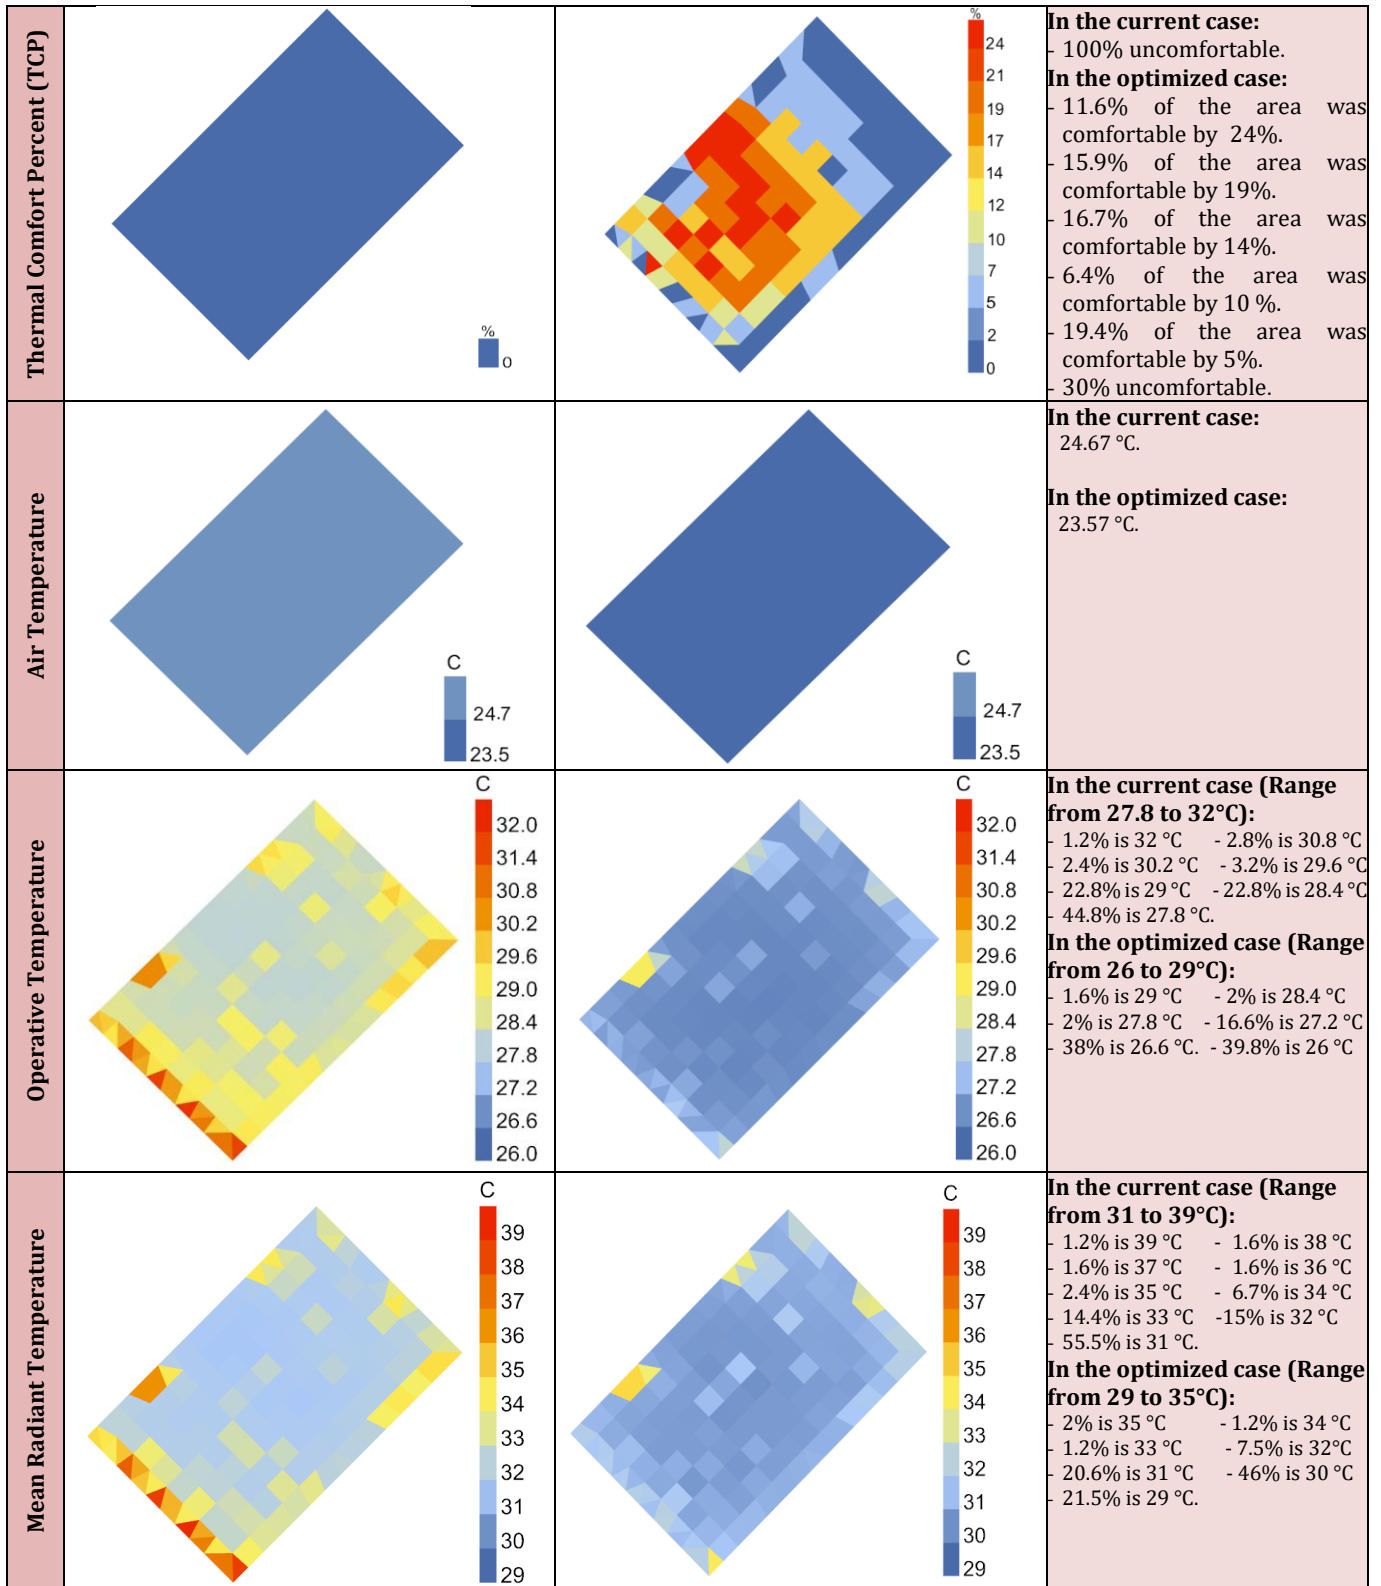 Thermal Comfort Percent (TCP)
%
0
%
24
21
19
17
14
12
10
7
5
2
0
In the current case:
- 100% uncomfortable.
In the optimized case:
- 11.6% of the area was
comfortable by 24%.
- 15.9% of the area was
comfortable by 19%.
- 16.7% of the area was
comfortable by 14%.
- 6.4% of the area was
comfortable by 10 %.
- 19.4% of the area was
comfortable by 5%.
- 30% uncomfortable.
Air Temperature
C
24.7
23.5
C
24.7
23.5
In the current case:
24.67 °C.
In the optimized case:
23.57 °C.
Operative Temperature
C
32.0
31.4
30.8
30.2
29.6
29.0
28.4
27.8
27.2
26.6
26.0
C
32.0
31.4
30.8
30.2
29.6
29.0
28.4
27.8
27.2
26.6
26.0
In the current case (Range
from 27.8 to 32°C):
- 1.2% is 32 °C - 2.8% is 30.8 °C
- 2.4% is 30.2 °C - 3.2% is 29.6 °C
- 22.8% is 29 °C - 22.8% is 28.4 °C
- 44.8% is 27.8 °C.
In the optimized case (Range
from 26 to 29°C):
- 1.6% is 29 °C - 2% is 28.4 °C
- 2% is 27.8 °C - 16.6% is 27.2 °C
- 38% is 26.6 °C. - 39.8% is 26 °C
Mean Radiant Temperature
C
39
38
37
36
35
34
33
32
31
30
29
C
39
38
37
36
35
34
33
32
31
30
29
In the current case (Range
from 31 to 39°C):
- 1.2% is 39 °C - 1.6% is 38 °C
- 1.6% is 37 °C - 1.6% is 36 °C
- 2.4% is 35 °C - 6.7% is 34 °C
- 14.4% is 33 °C -15% is 32 °C
- 55.5% is 31 °C.
In the optimized case (Range
from 29 to 35°C):
- 2% is 35 °C - 1.2% is 34 °C
- 1.2% is 33 °C - 7.5% is 32°C
- 20.6% is 31 °C - 46% is 30 °C
- 21.5% is 29 °C.